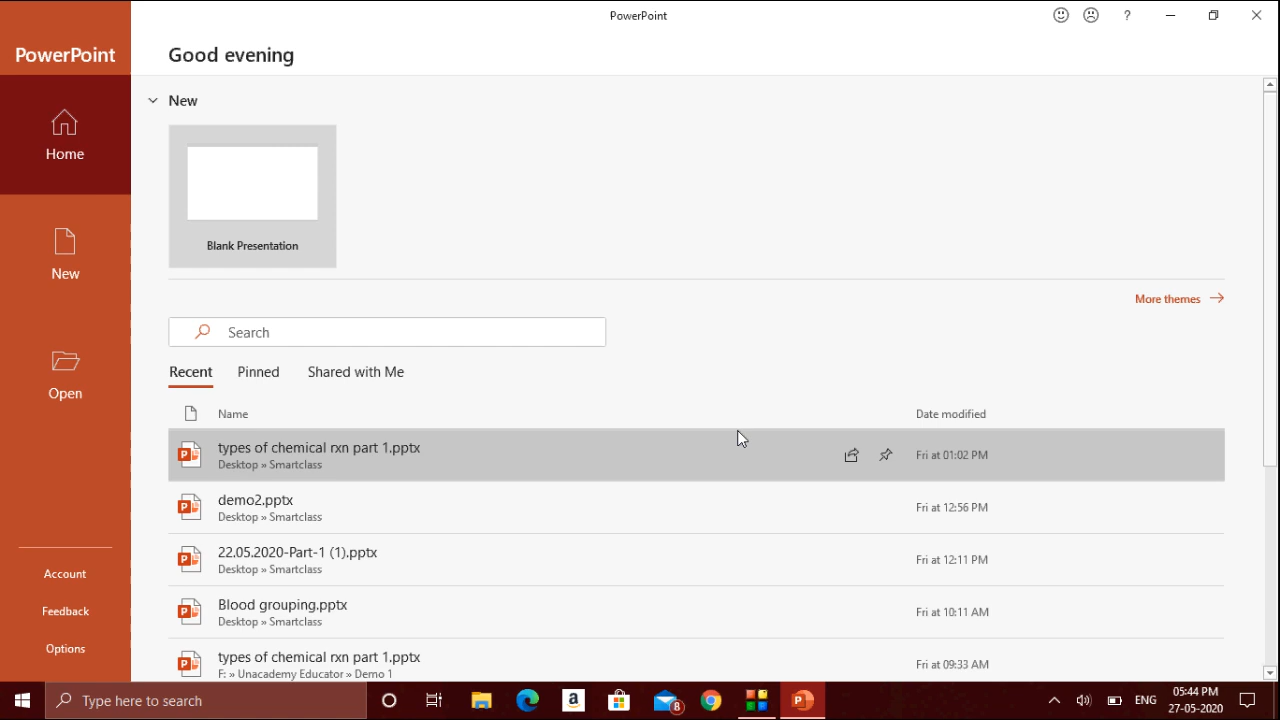 PowerPoint
PowerPoint
Good evening
?
New
Home
Blank Presentation
New
More themes
Search
Recent Pinned Shared with Me
Open
Name Date modified
types of chemical rxn part 1.pptx
Desktop » Smartclass
Fri at 01:02 PM
demo2.pptx
Desktop » Smartclass
Fri at 12:56 PM
22.05.2020-Part-1 (1).pptx
Desktop » Smartclass
Fri at 12:11 PM
Blood grouping.pptx
Desktop » Smartclass
Fri at 10:11 AM
types of chemical rxn part 1.pptx
F: » Unacademy Educator » Demo 1
Fri at 09:33 AM
Account
Feedback
Options
Type here to search
a
8
ENG
05:44 PM
27-05-2020